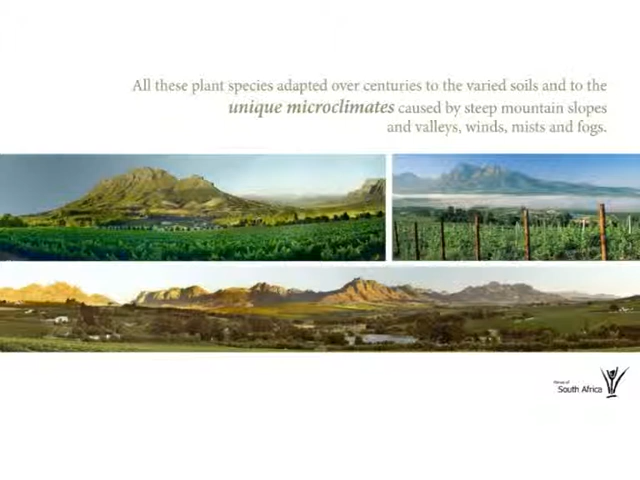 All these plant species adapted over centuries to the varied soils and to the
unique microclimates caused by steep mountain slopes
and valleys, winds, mists and fogs.
South Africa